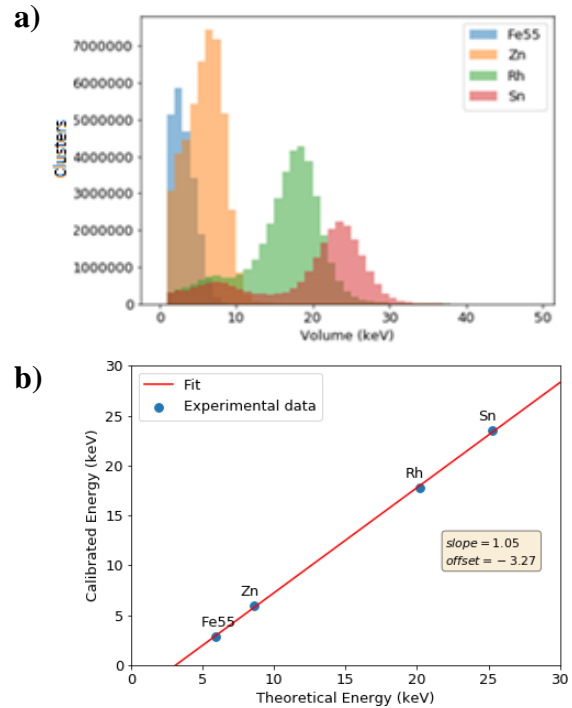 a)
Clusters
7000000
6000000
5000000
4000000
3000000
2000000
1000000
0
Fe55
Zn
Rh
Sn
0 10 20 30 40 50
Volume (keV)
b)
Calibrated Energy (keV)
30
25
20
15
10
5
0
Fit
Experimental data
Sn
Rh
Zn
Fe55
slope = 1.05
offset = − 3.27
0 5 10 15 20 25 30
Theoretical Energy (keV)